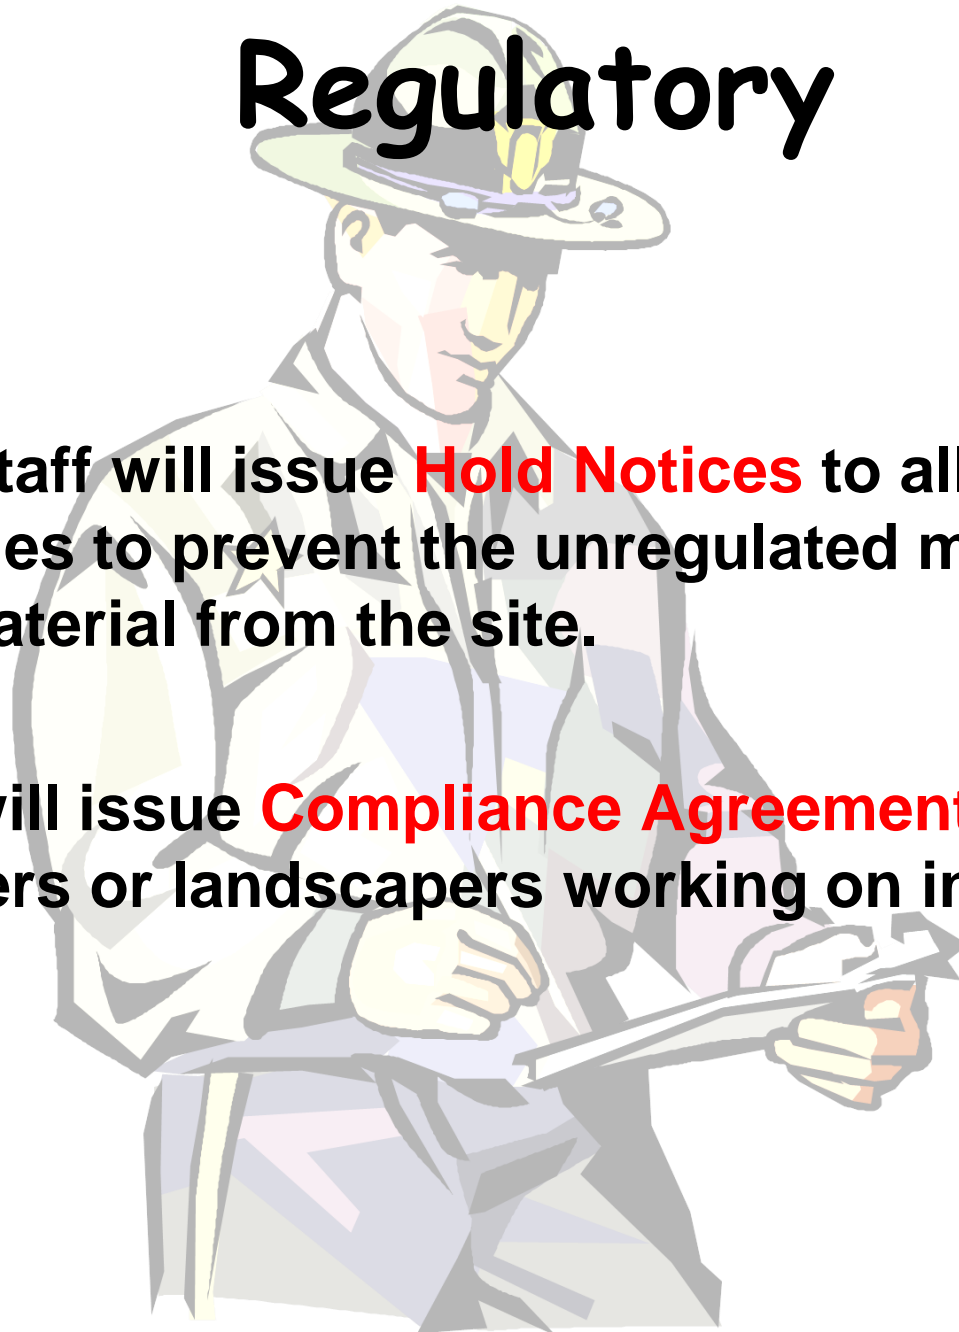 Regulatory
taff will issue Hold Notices to all
es to prevent the unregulated m
aterial from the site.
ill issue Compliance Agreement
ers or landscapers working on in